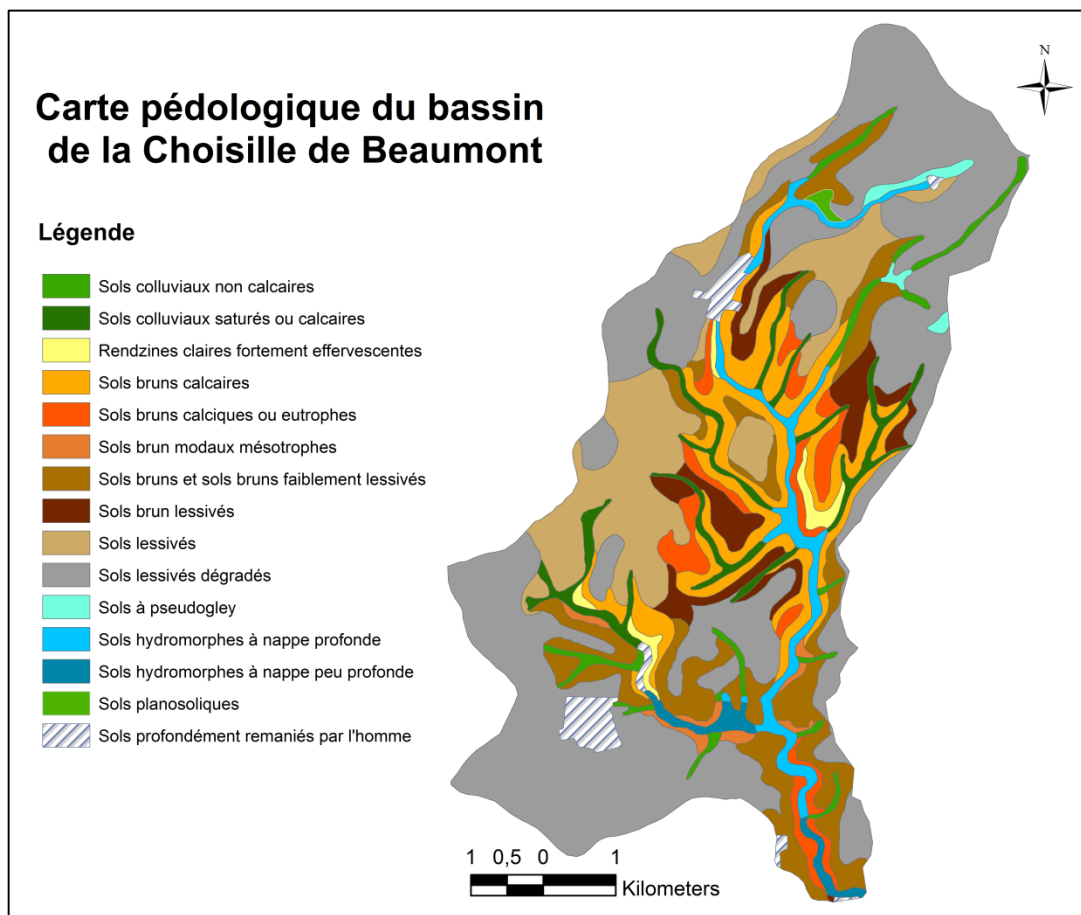 Carte pédologique du bassin
de la Choisille de Beaumont
N
Légende
Sols colluviaux non calcaires
Sols colluviaux saturés ou calcaires
Rendzines claires fortement effervescentes
Sols bruns calcaires
Sols bruns calciques ou eutrophes
Sols brun modaux mésotrophes
Sols bruns et sols bruns faiblement lessivés
Sols brun lessivés
Sols lessivés
Sols lessivés dégradés
Sols à pseudogley
Sols hydromorphes à nappe profonde
Sols hydromorphes à nappe peu profonde
Sols planosoliques
Sols profondément remaniés par l'homme
1 0,5 0 1
Kilometers